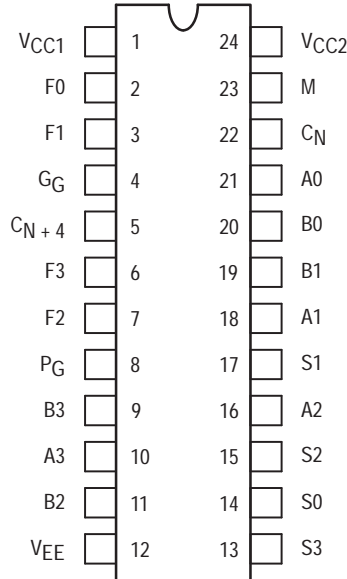 VCC1 1 24 VCC2
F0 2 23 M
F1 3 22 CN
GG 4 21 A0
CN + 4 5 20 B0
F3 6 19 B1
F2 7 18 A1
PG 8 17 S1
B3 9 16 A2
A3 10 15 S2
B2 11 14 S0
VEE 12 13 S3